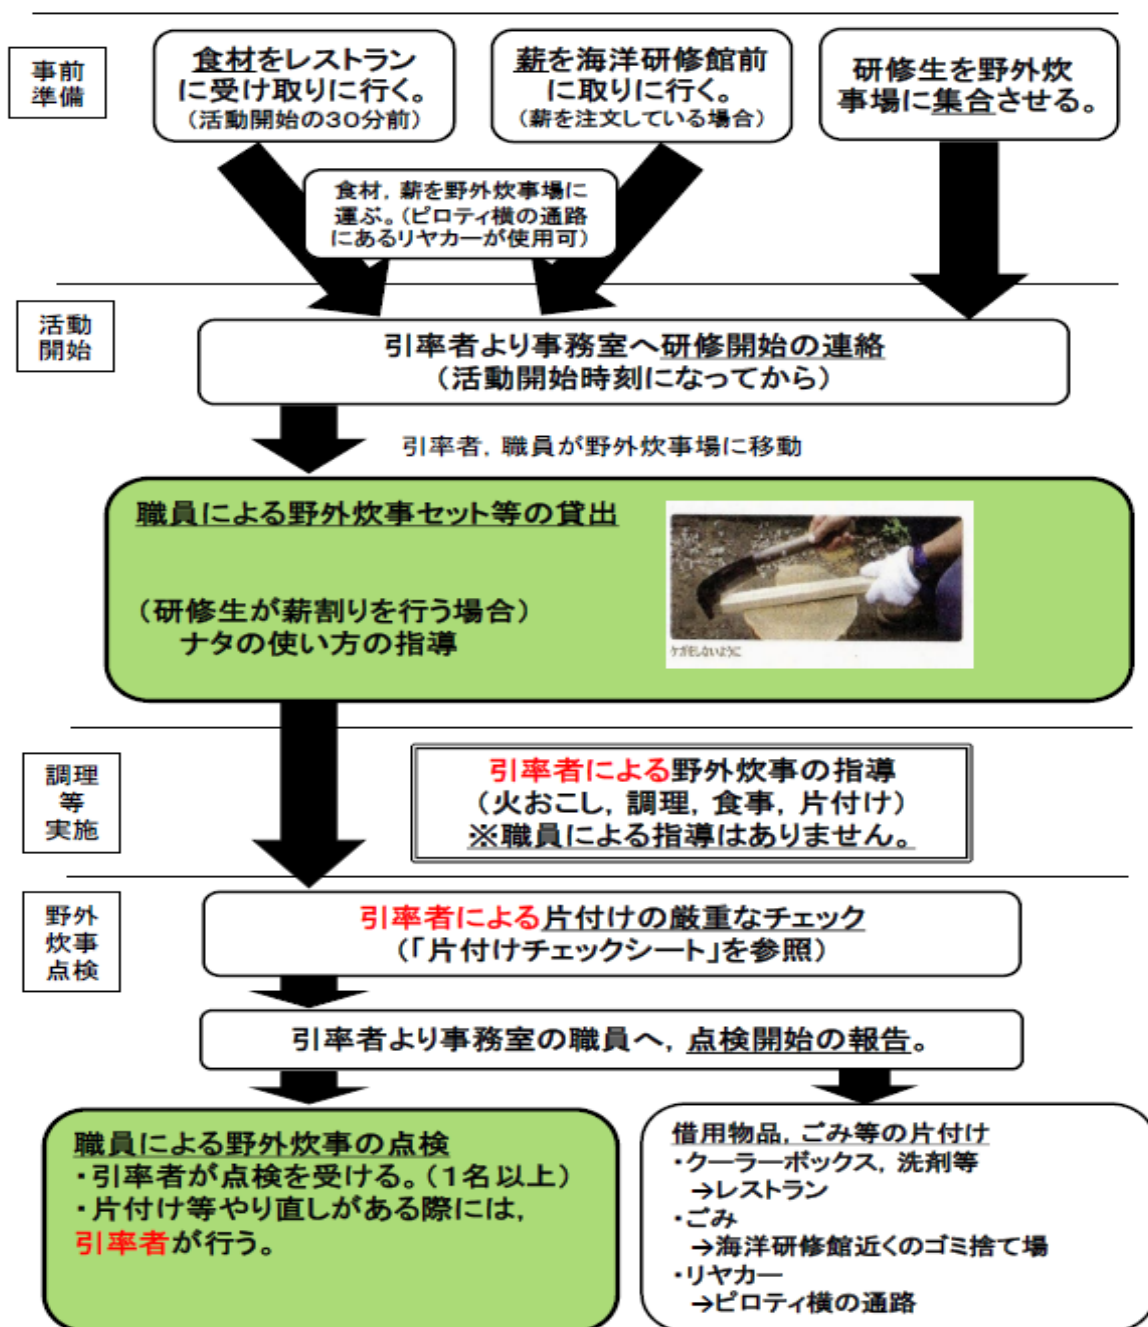 事前
準備
食材をレストラン
に受け取りに行く。
（活動開始の３０分前）
薪を海洋研修館前
に取りに行く。
（薪を注文している場合）
研修生を野外炊
事場に集合させる。
食材，薪を野外炊事場に
運ぶ。（ピロティ横の通路
にあるリヤカーが使用可）
活動
開始
引率者より事務室へ研修開始の連絡
（活動開始時刻になってから）
引率者，職員が野外炊事場に移動
職員による野外炊事セット等の貸出
（研修生が薪割りを行う場合）
ナタの使い方の指導
ケガをしないように
調理
等
実施
引率者による野外炊事の指導
（火おこし，調理，食事，片付け）
※職員による指導はありません。
野外
炊事
点検
引率者による片付けの厳重なチェック
（「片付けチェックシート」を参照）
引率者より事務室の職員へ，点検開始の報告。
職員による野外炊事の点検
・引率者が点検を受ける。（１名以上）
・片付け等やり直しがある際には，
引率者が行う。
借用物品，ごみ等の片付け
・クーラーボックス，洗剤等
→レストラン
・ごみ
→海洋研修館近くのゴミ捨て場
・リヤカー
→ピロティ横の通路